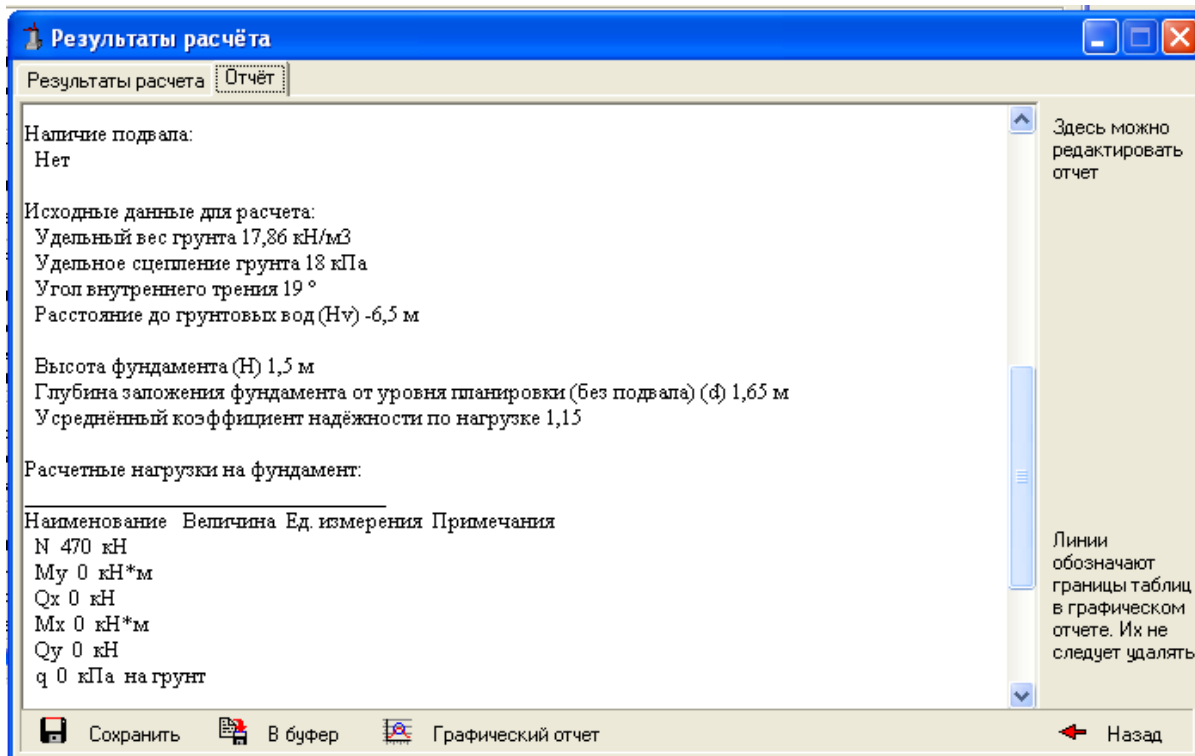 Результаты расчёта
Результаты расчета Отчёт
Наличие подвала:
Нет
Исходные данные для расчета:
Удельный вес грунта 17,86 кН/м3
Удельное сцепление грунта 18 кПа
Угол внутреннего трения 19 °
Расстояние до грунтовых вод (Hv) -6,5 м
Высота фундамента (H) 1,5 м
Глубина заложения фундамента от уровня планировки (без подвала) (d) 1,65 м
Усреднённый коэффициент надёжности по нагрузке 1,15
Расчетные нагрузки на фундамент:
Наименование Величина Ед. измерения Примечания
N 470 кН
My 0 кН*м
Qx 0 кН
Mx 0 кН*м
Qy 0 кН
q 0 кПа на грунт
Здесь можно
редактировать
отчет
Линии
обозначают
границы таблиц
в графическом
отчете. Их не
следует удалять
Сохранить В буфер Графический отчет Назад